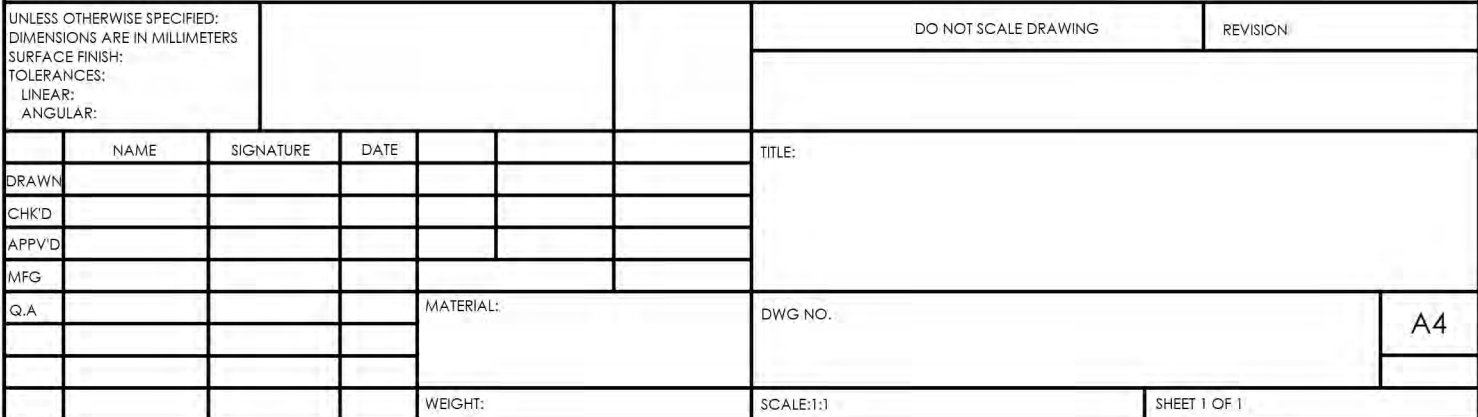 UNLESS OTHERWISE SPECIFIED:
DIMENSIONS ARE IN MILLIMETERS
SURFACE FINISH:
TOLERANCES:
LINEAR:
ANGULAR:
DO NOT SCALE DRAWING
REVISION
NAME
SIGNATURE
DATE
TITLE:
DRAWN
CHK'D
APPV'D
MFG
Q.A
MATERIAL:
DWG NO.
A4
WEIGHT:
SCALE:1:1
SHEET 1 OF 1